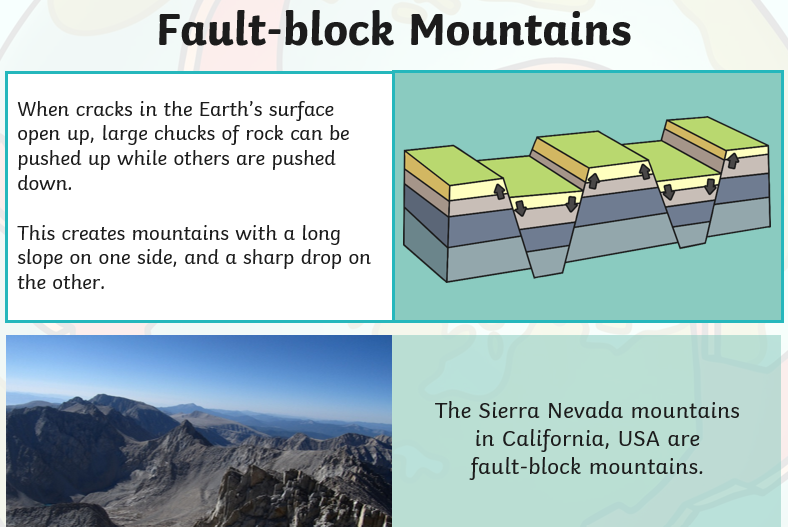 Fault-block Mountains
When cracks in the Earth's surface
open up, large chucks of rock can be
pushed up while others are pushed
down.
This creates mountains with a long
slope on one side, and a sharp drop on
the other.
The Sierra Nevada mountains
in California, USA are
fault-block mountains.